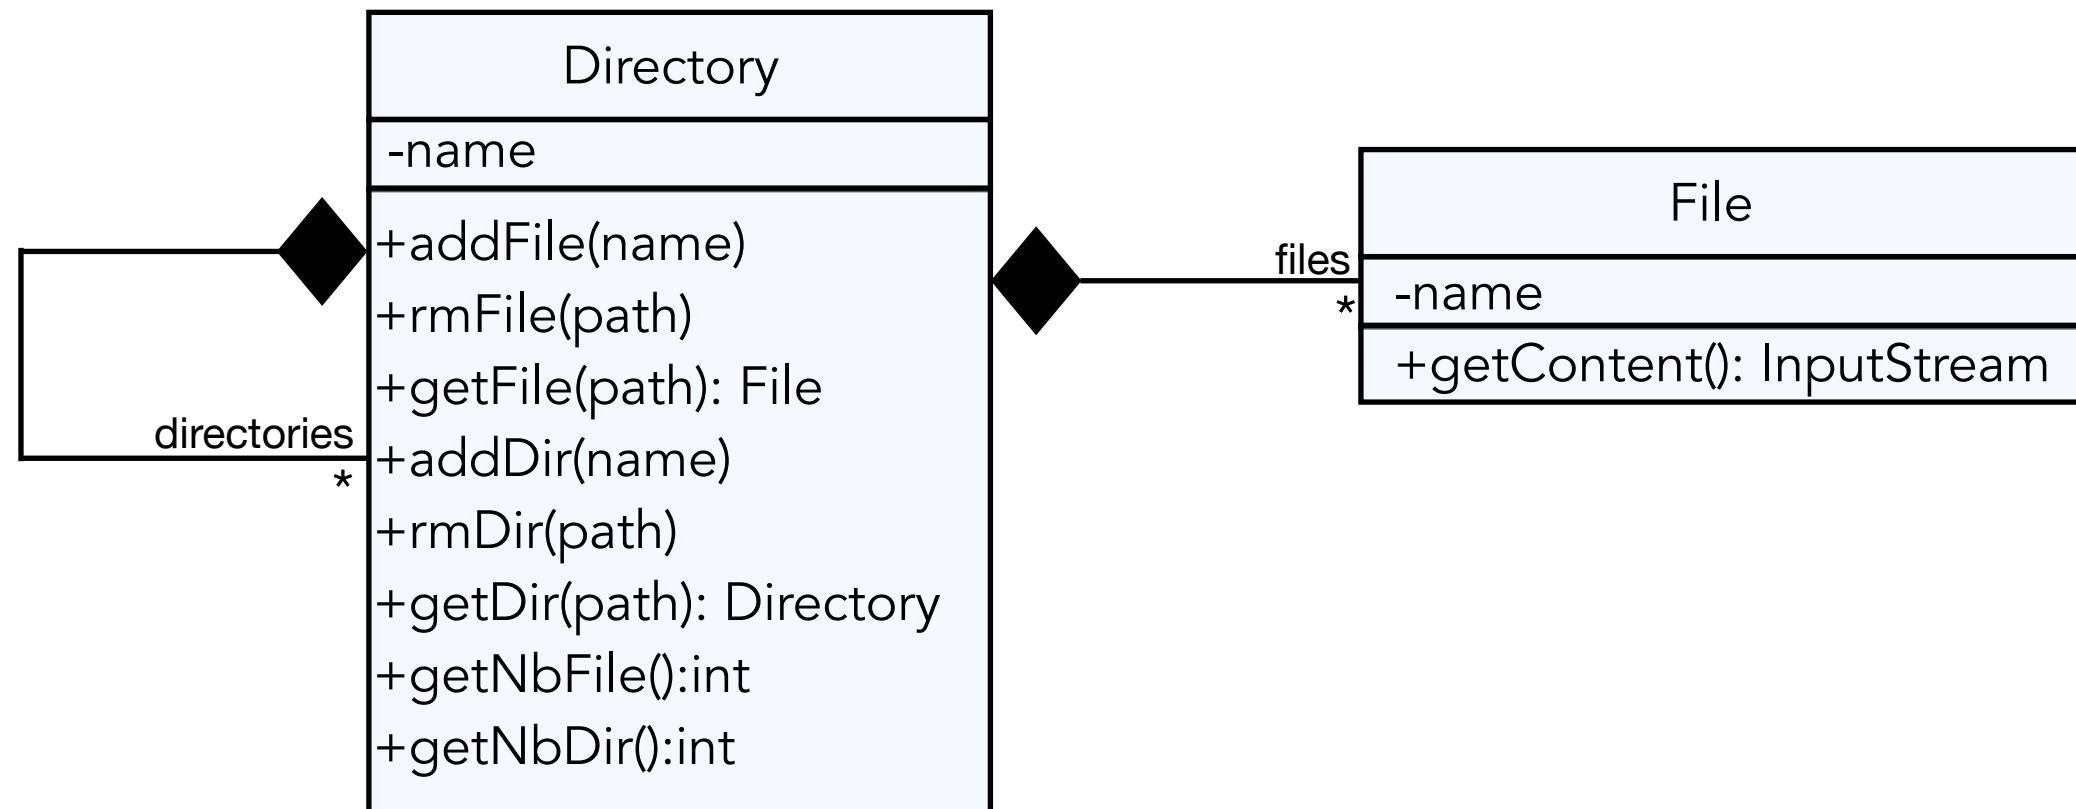 Directory
-name
+addFile(name)
+rmFile(path)
+getFile(path): File
+addDir(name)
+rmDir(path)
+getDir(path): Directory
+getNbFile():int
+getNbDir():int
directories
*
files
*
File
-name
+getContent(): InputStream